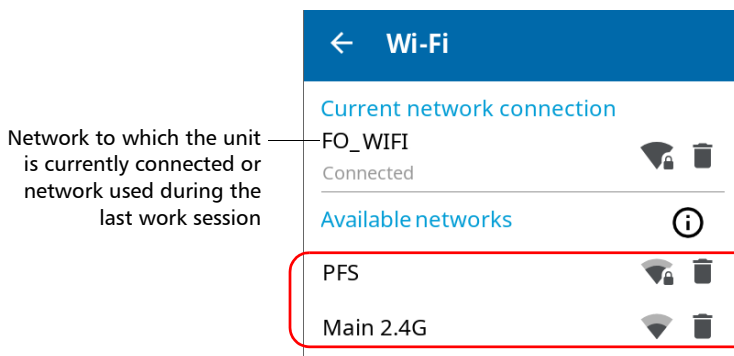 Wi-Fi
Current network connection
Network to which the unit
is currently connected or
network used during the
last work session
FO_WIFI
Connected
Available networks
PFS
Main 2.4G